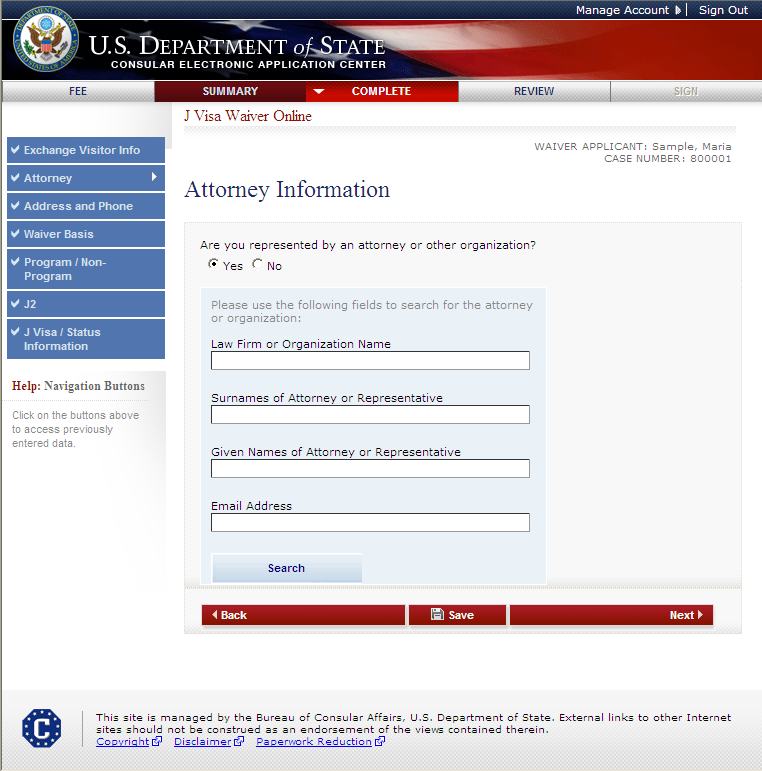 Manage Account
Sign Out
U.S. DEPARTMENT of STATE
CONSULAR ELECTRONIC APPLICATION CENTER
FEE
SUMMARY
COMPLETE
REVIEW
SIGN
J Visa Waiver Online
WAIVER APPLICANT: Sample, Maria
CASE NUMBER: 800001
Exchange Visitor Info
Attorney
Address and Phone
Waiver Basis
Program / Non-
Program
J2
J Visa / Status
Information
Help: Navigation Buttons
Click on the buttons above
to access previously
entered data.
Attorney Information
Are you represented by an attorney or other organization?
Yes No
Please use the following fields to search for the attorney
or organization:
Law Firm or Organization Name
Surnames of Attorney or Representative
Given Names of Attorney or Representative
Email Address
Search
Back
Save
Next
C
This site is managed by the Bureau of Consular Affairs, U.S. Department of State. External links to other Internet
sites should not be construed as an endorsement of the views contained therein.
Copyright Disclaimer Paperwork Reduction